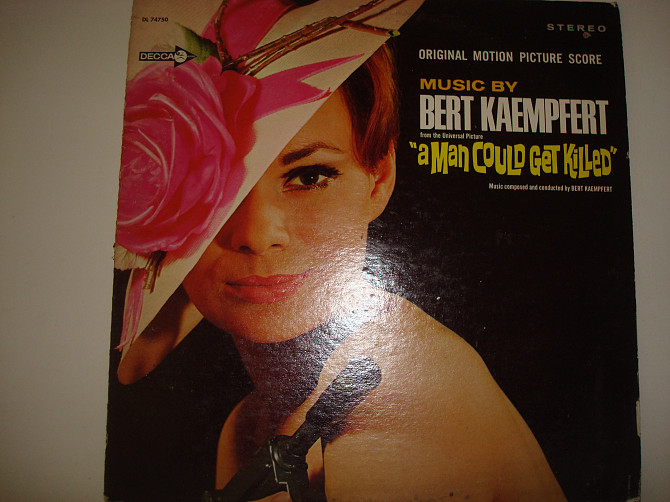 DL 74750
STEREO
DECCA
ORIGINAL MOTION PICTURE SCORE
MUSIC BY
BERT KAEMPFERT
from the Universal Picture
"a Man COULD GeT KiLLeD"
Music composed and conducted by BERT KAEMPFERT